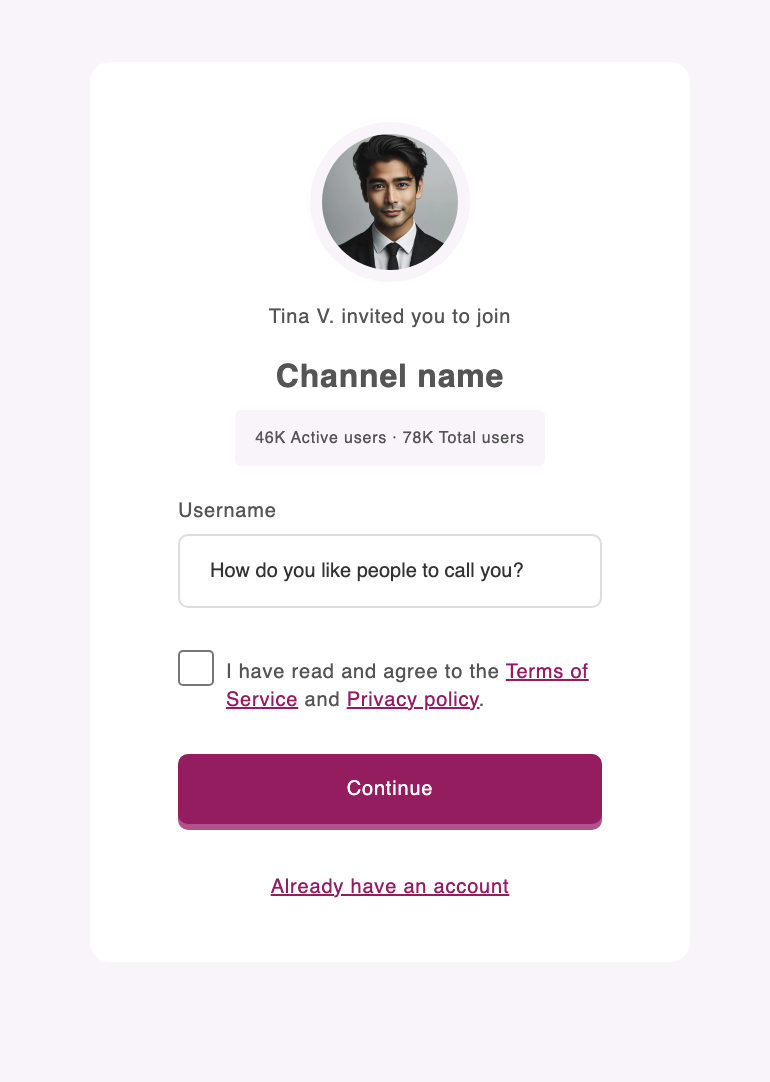 Tina V. invited you to join
Channel name
46K Active users · 78K Total users
Username
How do you like people to call you?
I have read and agree to the Terms of
Service and Privacy policy.
Continue
Already have an account